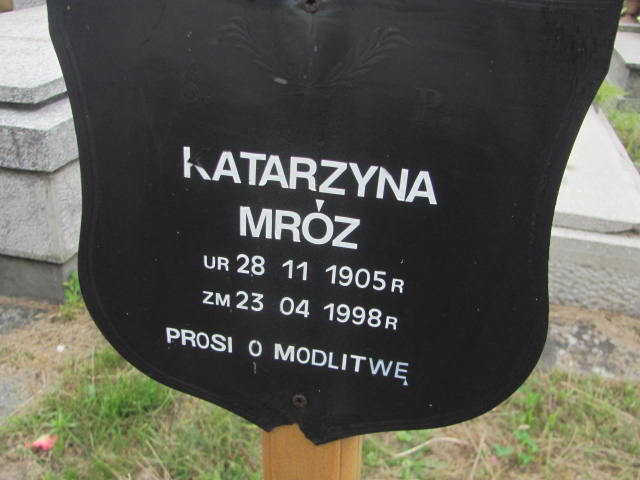 Ś. P
KATARZYNA
MRÓZ
UR 28 11 1905 R
ZM 23 04 1998 R
PROSI O MODLITWĘ